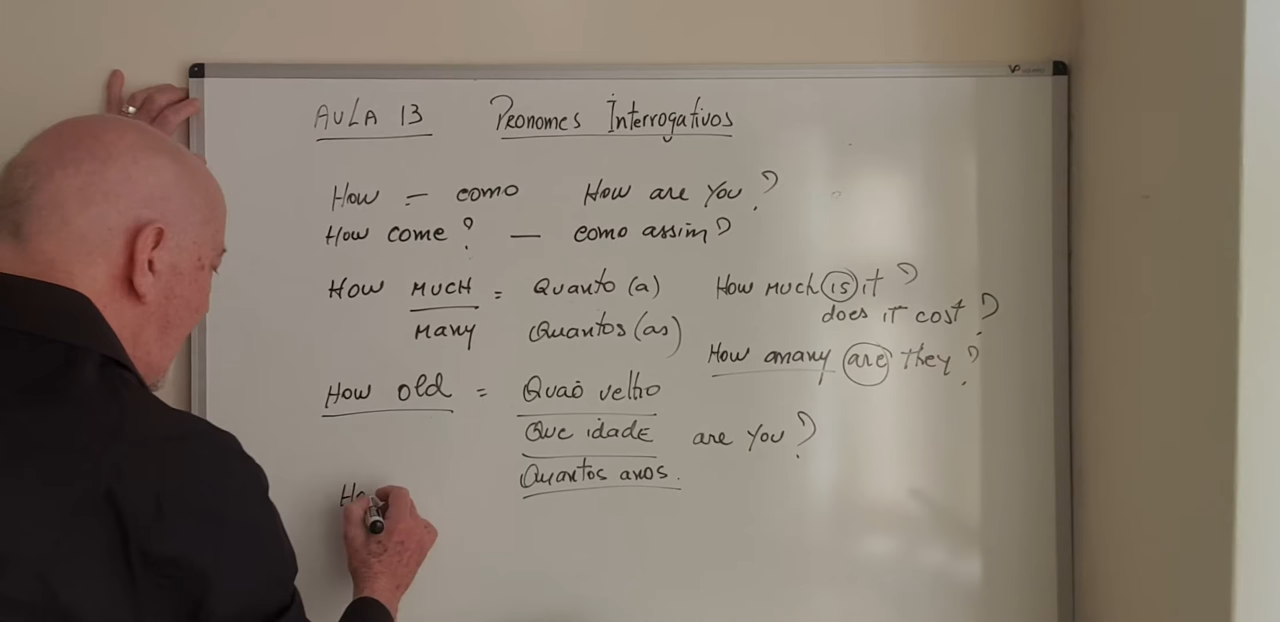 AULA 13 Pronomes Interrogativos
How = como How are you?
How come? — como assim?
How MUCH = Quanto (a) How much is it?
does it cost?
Many Quantos (as)
How amany are they?
How old = Quaõ velho
Que idade are you?
Quantos anos.
Ho